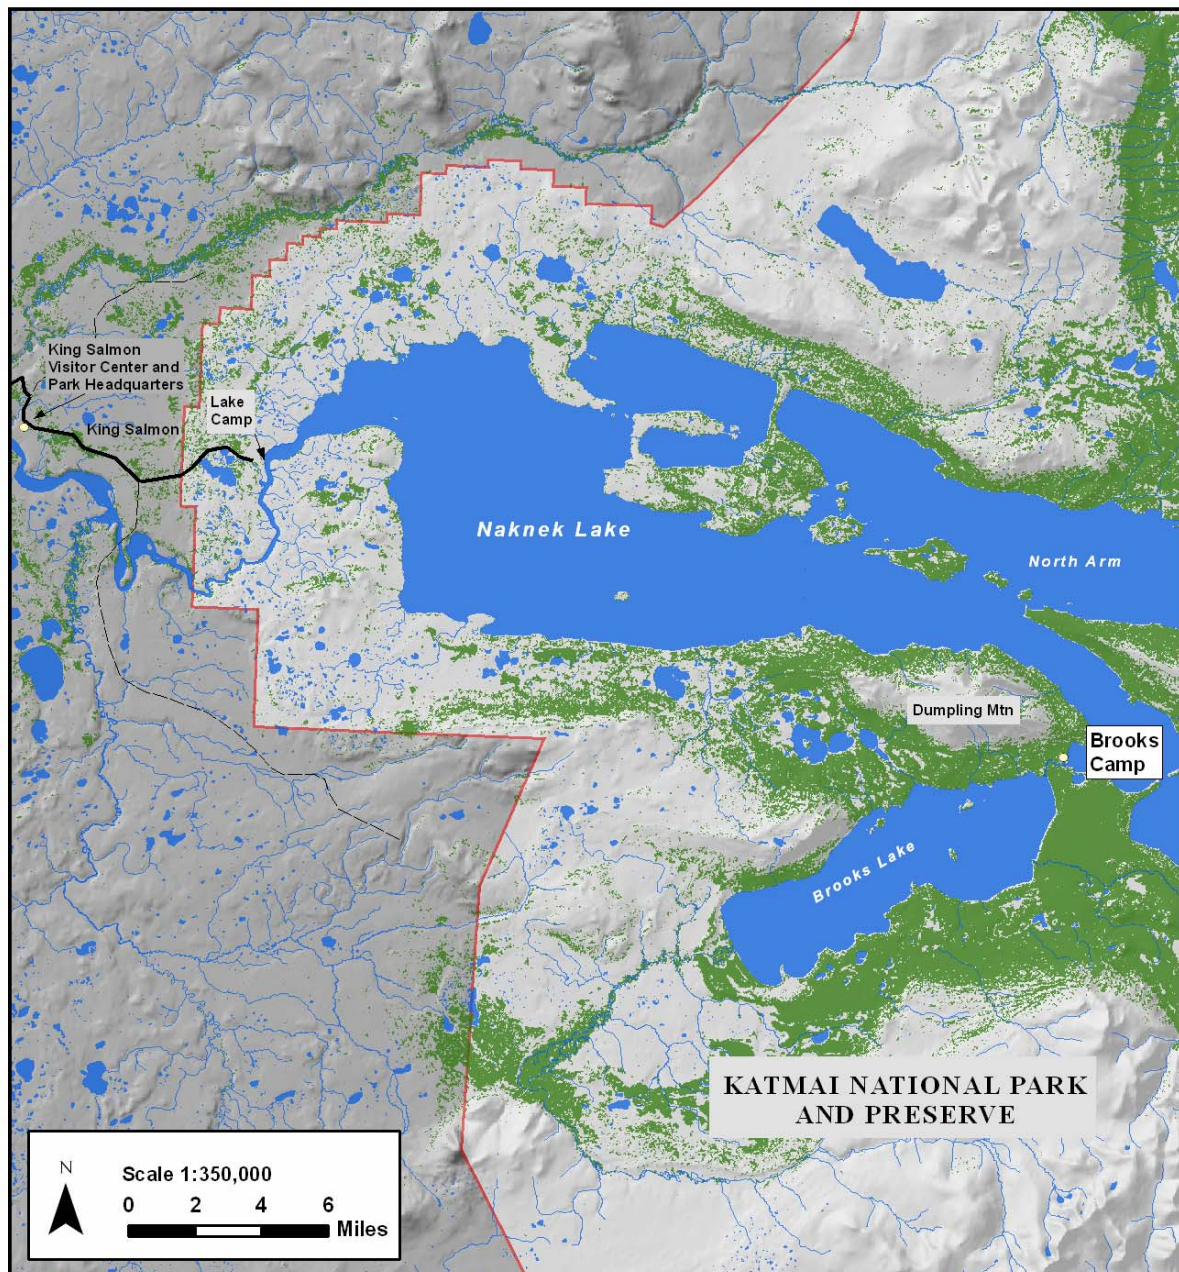 King Salmon
Visitor Center and
Park Headquarters
Lake
Camp
King Salmon
Naknek Lake
North Arm
Dumpling Mtn
Brooks
Camp
Brooks Lake
KATMAI NATIONAL PARK
AND PRESERVE
N
Scale 1:350,000
0 2 4 6
Miles